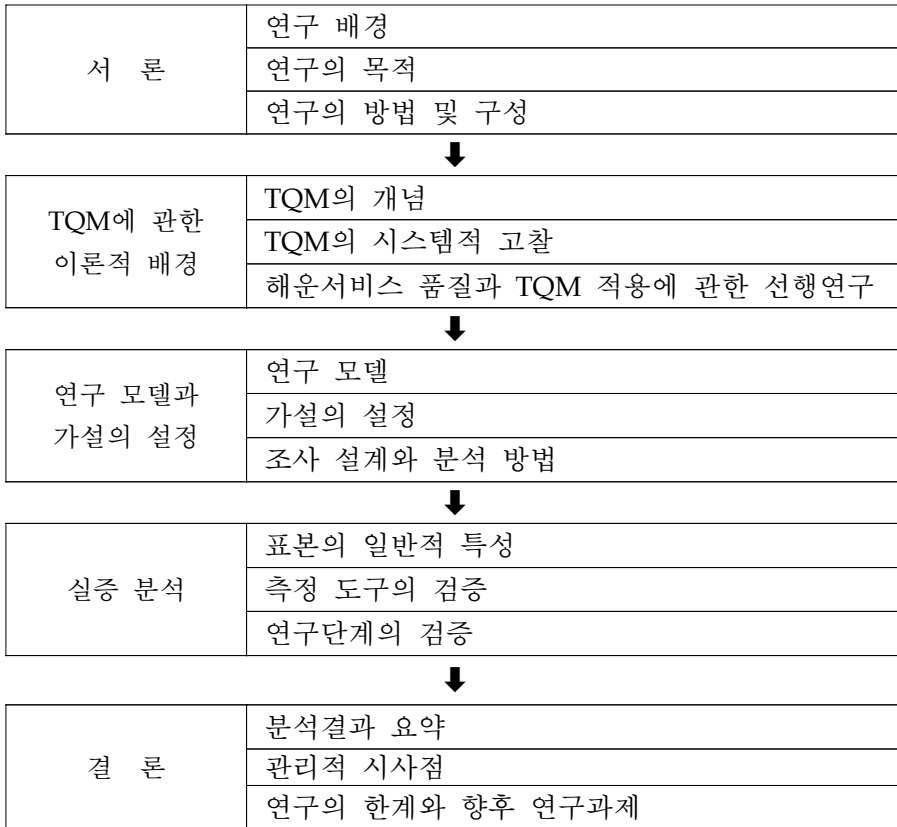 서 론
연구 배경
연구의 목적
연구의 방법 및 구성
TQM에 관한
이론적 배경
TQM의 개념
TQM의 시스템적 고찰
해운서비스 품질과 TQM 적용에 관한 선행연구
연구 모델과
가설의 설정
연구 모델
가설의 설정
조사 설계와 분석 방법
실증 분석
표본의 일반적 특성
측정 도구의 검증
연구단계의 검증
결 론
분석결과 요약
관리적 시사점
연구의 한계와 향후 연구과제